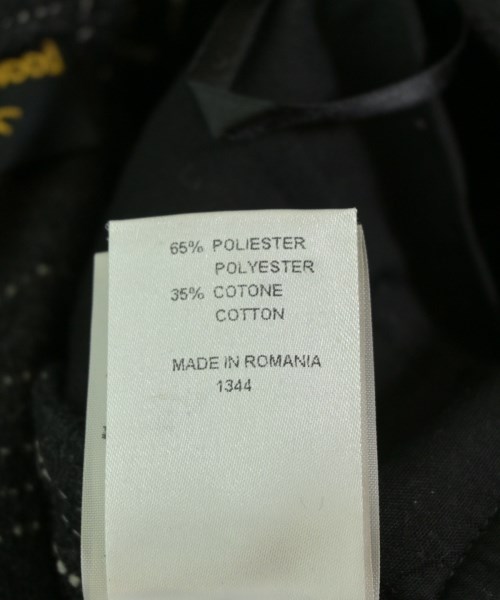 65% POLIESTER
POLYESTER
35% COTONE
COTTON
MADE IN ROMANIA
1344